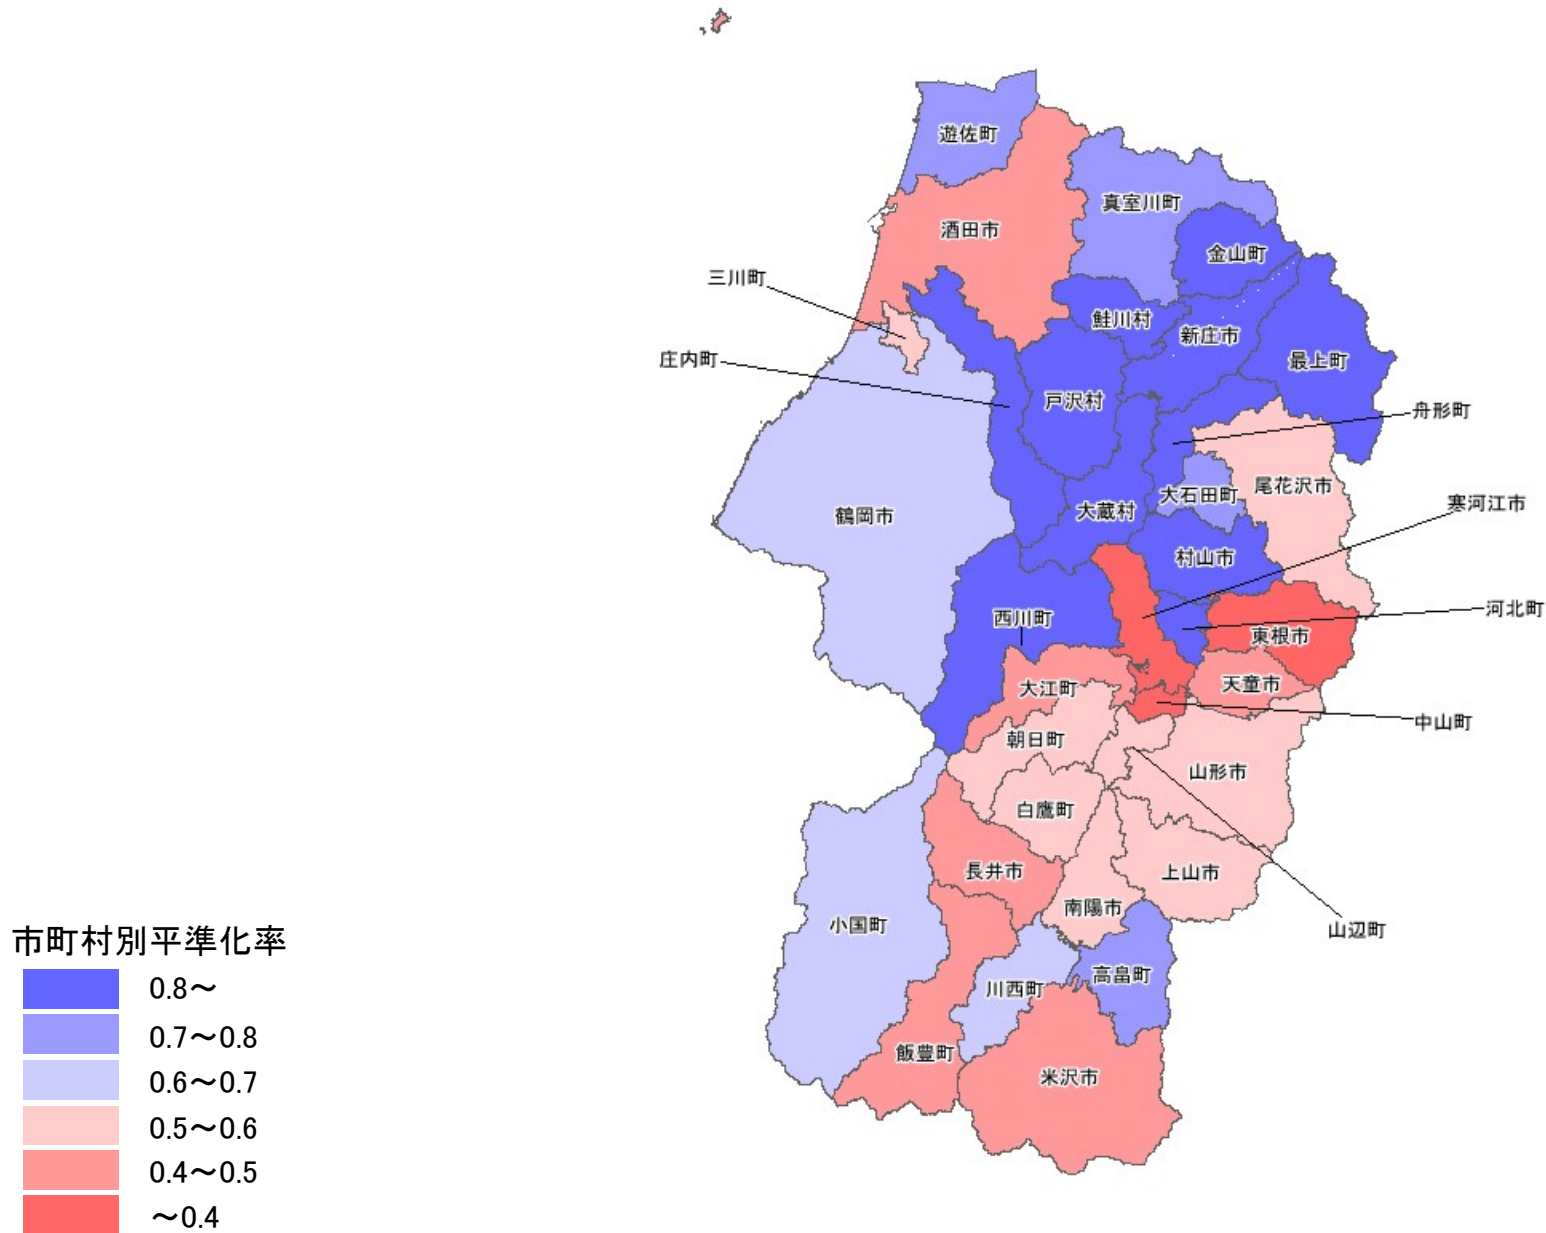 遊佐町
真室川町
酒田市
金山町
三川町
鮭川村
新庄市
庄内町
最上町
戸沢村
舟形町
尾花沢市
大石田町
寒河江市
大蔵村
鶴岡市
村山市
河北町
西川町
東根市
天童市
大江町
中山町
朝日町
山形市
白鷹町
長井市
上山市
南陽市
小国町
山辺町
高畠町
川西町
飯豊町
米沢市
市町村別平準化率
0.8～
0.7～0.8
0.6～0.7
0.5～0.6
0.4～0.5
～0.4